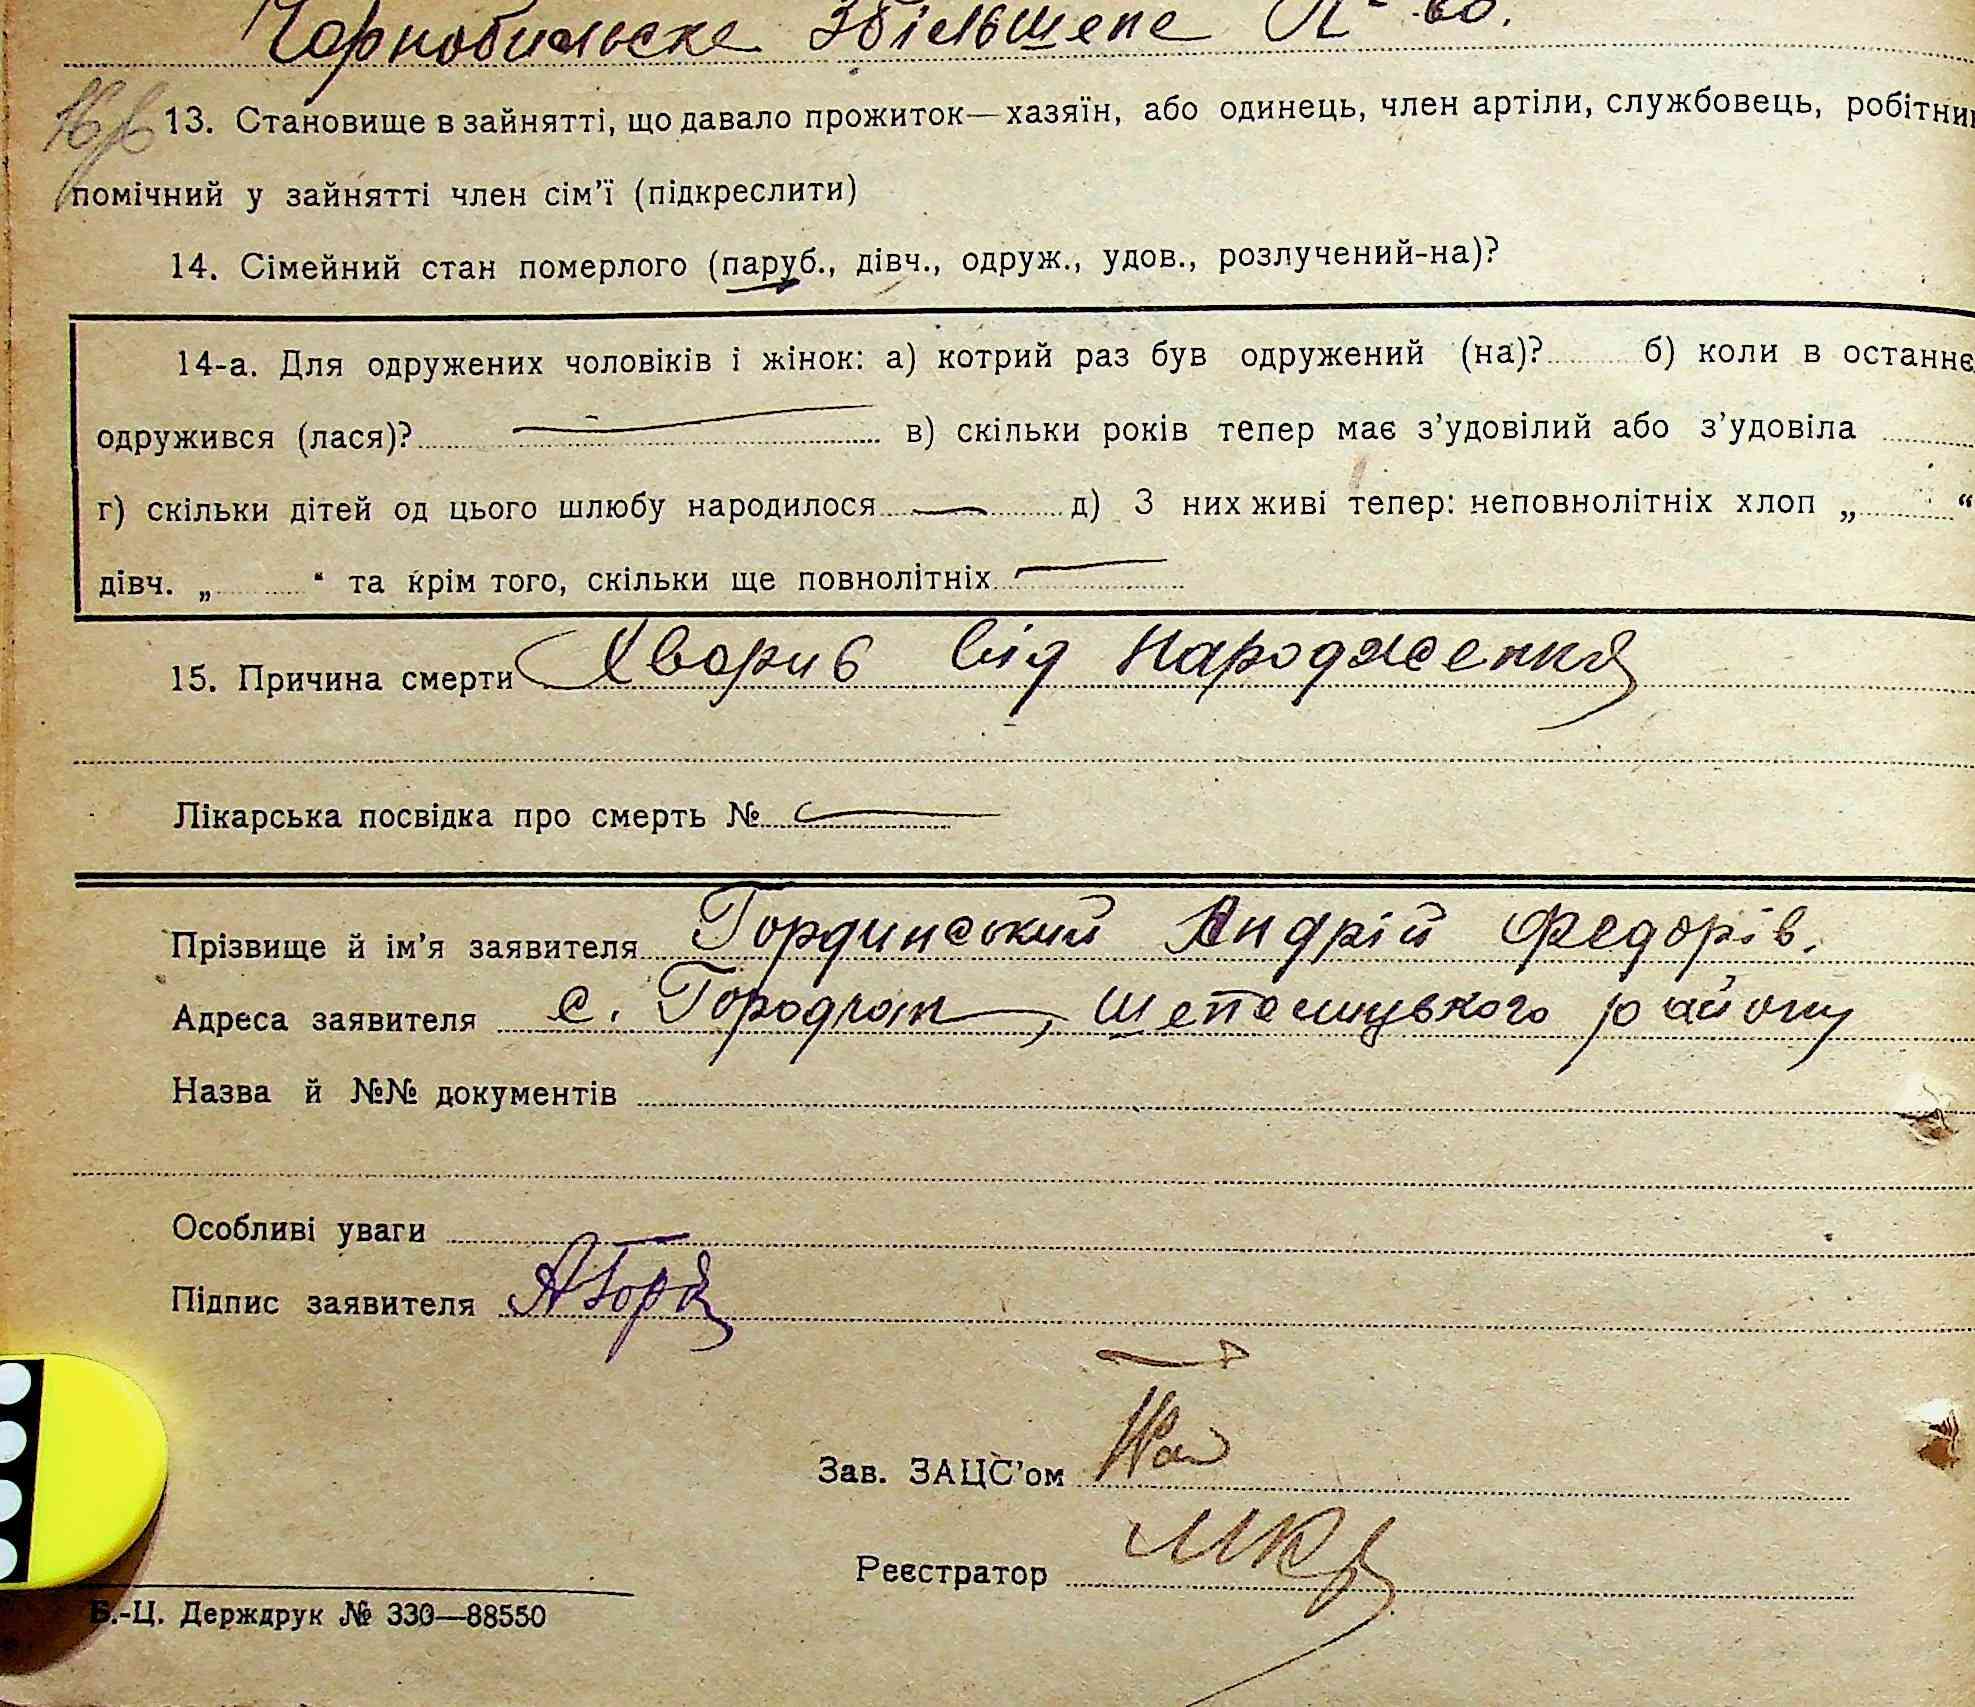 Чорнобильске Збільшене
13. Становище в зайнятті, що давало прожиток—хазяїн, або одинець, член артіли, службовець, робітник
помічний у зайнятті член сім’ї (підкреслити)
14. Сімейний стан померлого (паруб., дівч., одруж., удов., розлучений-на)?
14-а. Для одружених чоловіків і жінок: а) котрий раз був одружений (на)? б) коли в останнє
одружився (лася)? — в) скільки років тепер має з’удовілий або з’удовіла
г) скільки дітей од цього шлюбу народилося — д) З них живі тепер: неповнолітніх хлоп „ “
дівч. „ “ та крім того, скільки ще повнолітніх —
15. Причина смерти Хворив від народження
Лікарська посвідка про смерть № —
Прізвище й ім’я заявителя Гординський Андрій Федорів.
Адреса заявителя с. Городчан, Шепелицького району
Назва й №№ документів
Особливі уваги —
Підпис заявителя
Зав. ЗАЦС’ом
Реєстратор
Б.-Ц. Держдрук № 330—88550